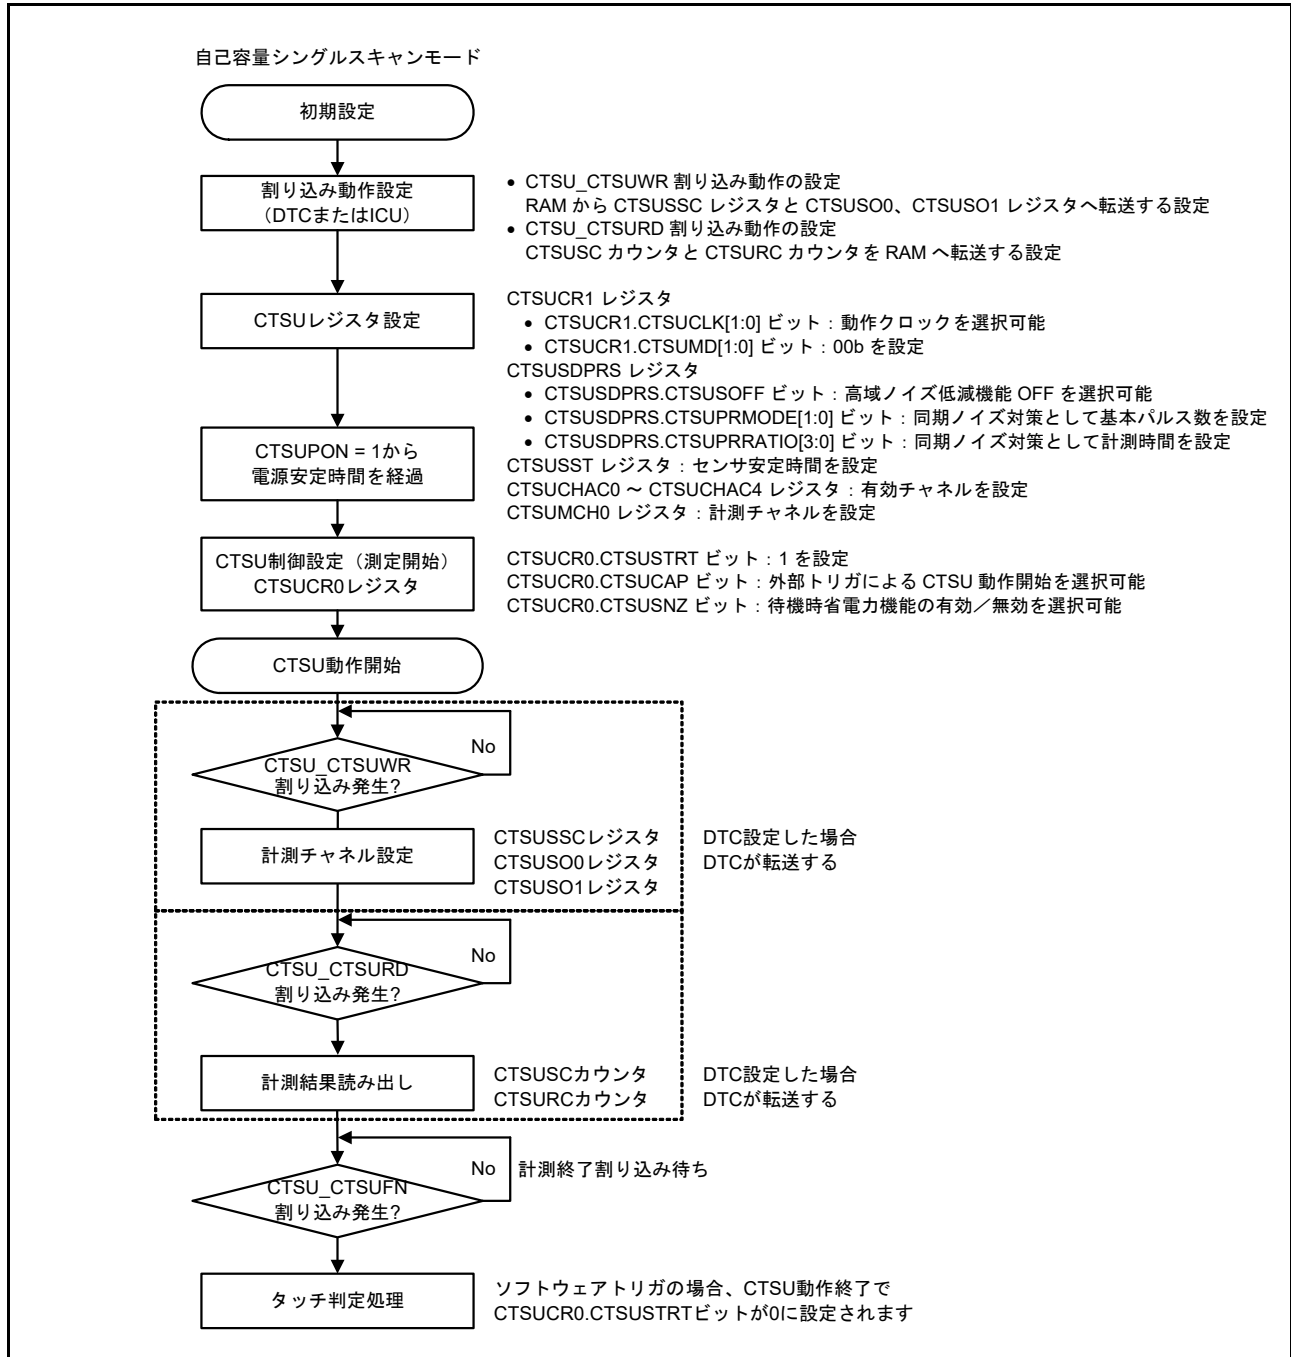 自己容量シングルスキャンモード
初期設定
割り込み動作設定
（DTCまたはICU）
• CTSU_CTSUWR 割り込み動作の設定
RAM から CTSUSSC レジスタと CTSUSO0、CTSUSO1 レジスタへ転送する設定
• CTSU_CTSURD 割り込み動作の設定
CTSUSC カウンタと CTSURC カウンタを RAM へ転送する設定
CTSUレジスタ設定
CTSUCR1 レジスタ
• CTSUCR1.CTSUCLK[1:0] ビット：動作クロックを選択可能
• CTSUCR1.CTSUMD[1:0] ビット：00b を設定
CTSUSDPRS レジスタ
• CTSUSDPRS.CTSUSOFF ビット：高域ノイズ低減機能 OFF を選択可能
• CTSUSDPRS.CTSUPRMODE[1:0] ビット：同期ノイズ対策として基本パルス数を設定
• CTSUSDPRS.CTSUPRRATIO[3:0] ビット：同期ノイズ対策として計測時間を設定
CTSUSST レジスタ：センサ安定時間を設定
CTSUCHAC0 ～ CTSUCHAC4 レジスタ：有効チャネルを設定
CTSUMCH0 レジスタ：計測チャネルを設定
CTSUPON = 1から
電源安定時間を経過
CTSU制御設定（測定開始）
CTSUCR0レジスタ
CTSUCR0.CTSUSTRT ビット：1 を設定
CTSUCR0.CTSUCAP ビット：外部トリガによる CTSU 動作開始を選択可能
CTSUCR0.CTSUSNZ ビット：待機時省電力機能の有効／無効を選択可能
CTSU動作開始
No
CTSU_CTSUWR
割り込み発生?
計測チャネル設定
CTSUSSCレジスタ
CTSUSO0レジスタ
CTSUSO1レジスタ
DTC設定した場合
DTCが転送する
No
CTSU_CTSURD
割り込み発生?
計測結果読み出し
CTSUSCカウンタ
CTSURCカウンタ
DTC設定した場合
DTCが転送する
No
計測終了割り込み待ち
CTSU_CTSUFN
割り込み発生?
タッチ判定処理
ソフトウェアトリガの場合、CTSU動作終了で
CTSUCR0.CTSUSTRTビットが0に設定されます